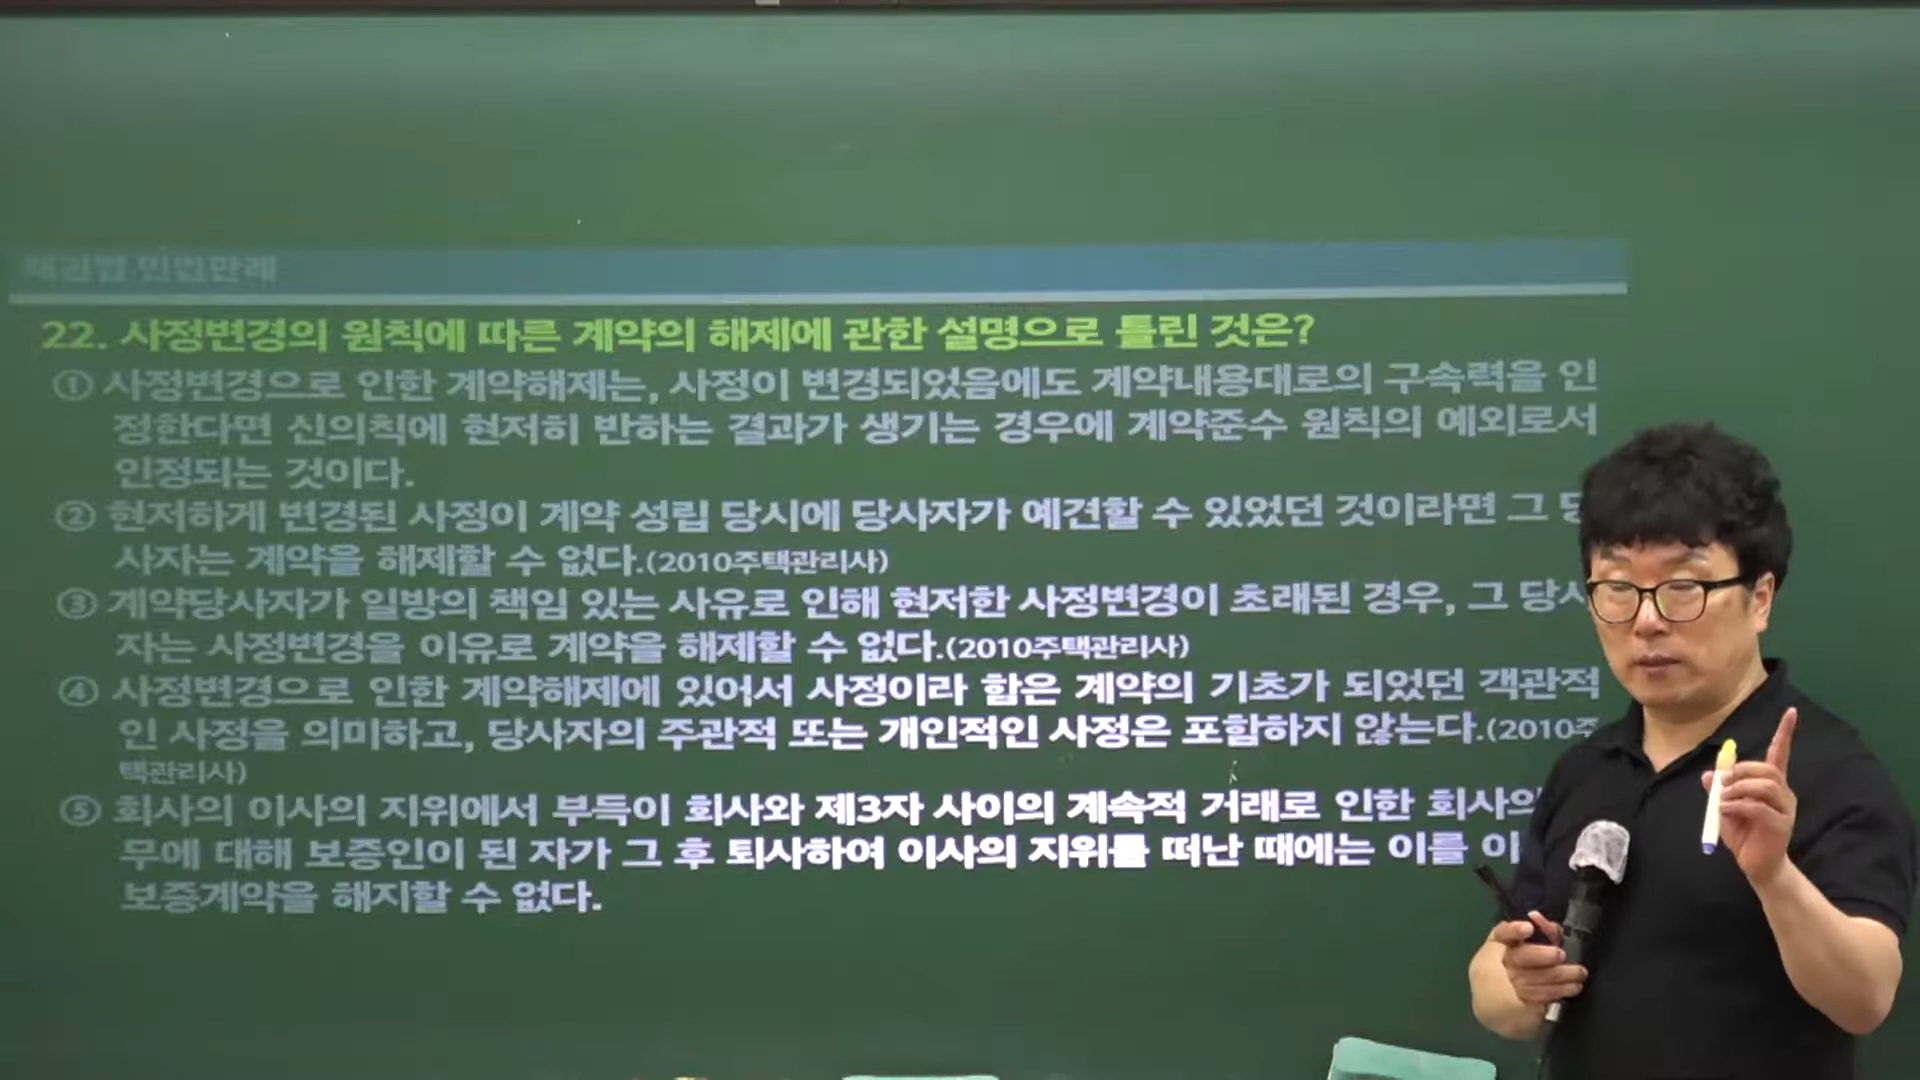 채권법 민법판례
22. 사정변경의 원칙에 따른 계약의 해제에 관한 설명으로 틀린 것은?
① 사정변경으로 인한 계약해제는, 사정이 변경되었음에도 계약내용대로의 구속력을 인
정한다면 신의칙에 현저히 반하는 결과가 생기는 경우에 계약준수 원칙의 예외로서
인정되는 것이다.
② 현저하게 변경된 사정이 계약 성립 당시에 당사자가 예견할 수 있었던 것이라면 그 당
사자는 계약을 해제할 수 없다.(2010주택관리사)
③ 계약당사자가 일방의 책임 있는 사유로 인해 현저한 사정변경이 초래된 경우, 그 당사
자는 사정변경을 이유로 계약을 해제할 수 없다.(2010주택관리사)
④ 사정변경으로 인한 계약해제에 있어서 사정이라 함은 계약의 기초가 되었던 객관적
인 사정을 의미하고, 당사자의 주관적 또는 개인적인 사정은 포함하지 않는다.(2010주
택관리사)
⑤ 회사의 이사의 지위에서 부득이 회사와 제3자 사이의 계속적 거래로 인한 회사의
무에 대해 보증인이 된 자가 그 후 퇴사하여 이사의 지위를 떠난 때에는 이를 이
보증계약을 해지할 수 없다.